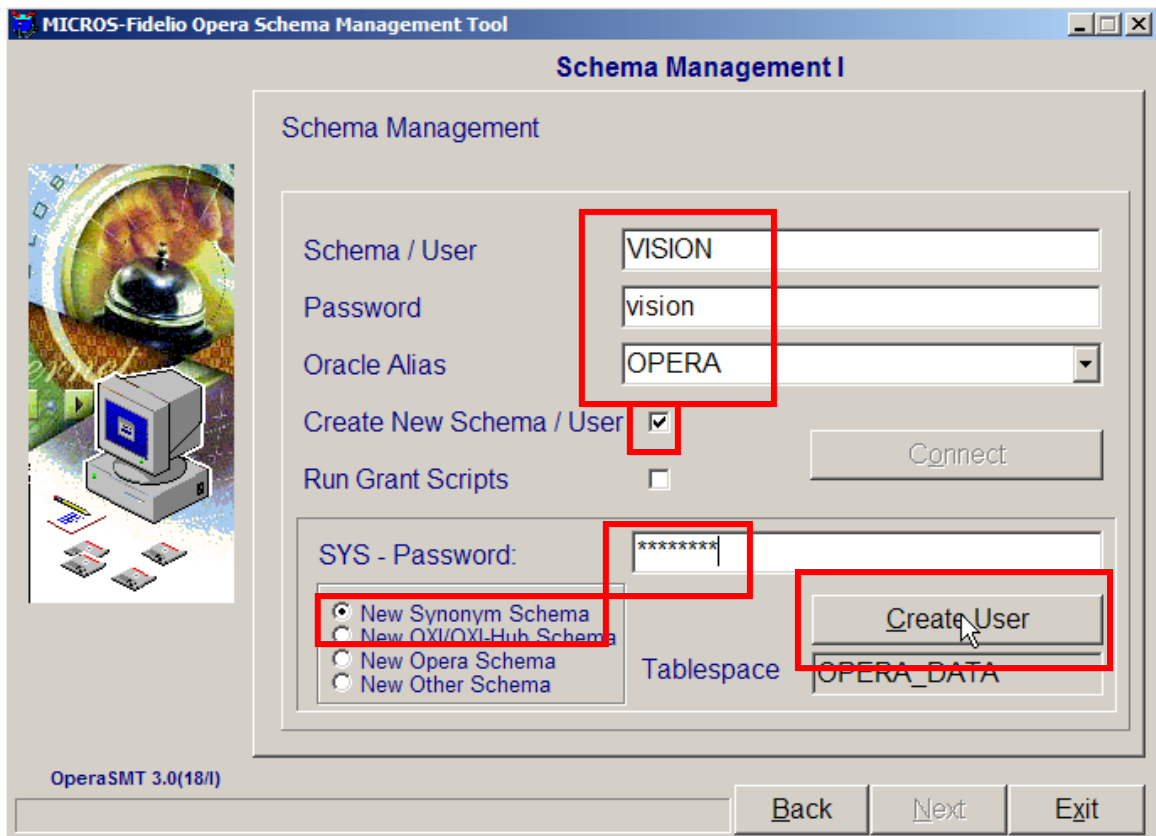 MICROS-Fidelio Opera Schema Management Tool
Schema Management I
Schema Management
Schema / User VISION
Password vision
Oracle Alias OPERA
Create New Schema / User
Connect
Run Grant Scripts
SYS - Password: ********
New Synonym Schema
New OXI/OXI-Hub Schema
New Opera Schema
New Other Schema
Create User
Tablespace OPERA_DATA
OperaSMT 3.0(18/I)
Back Next Exit